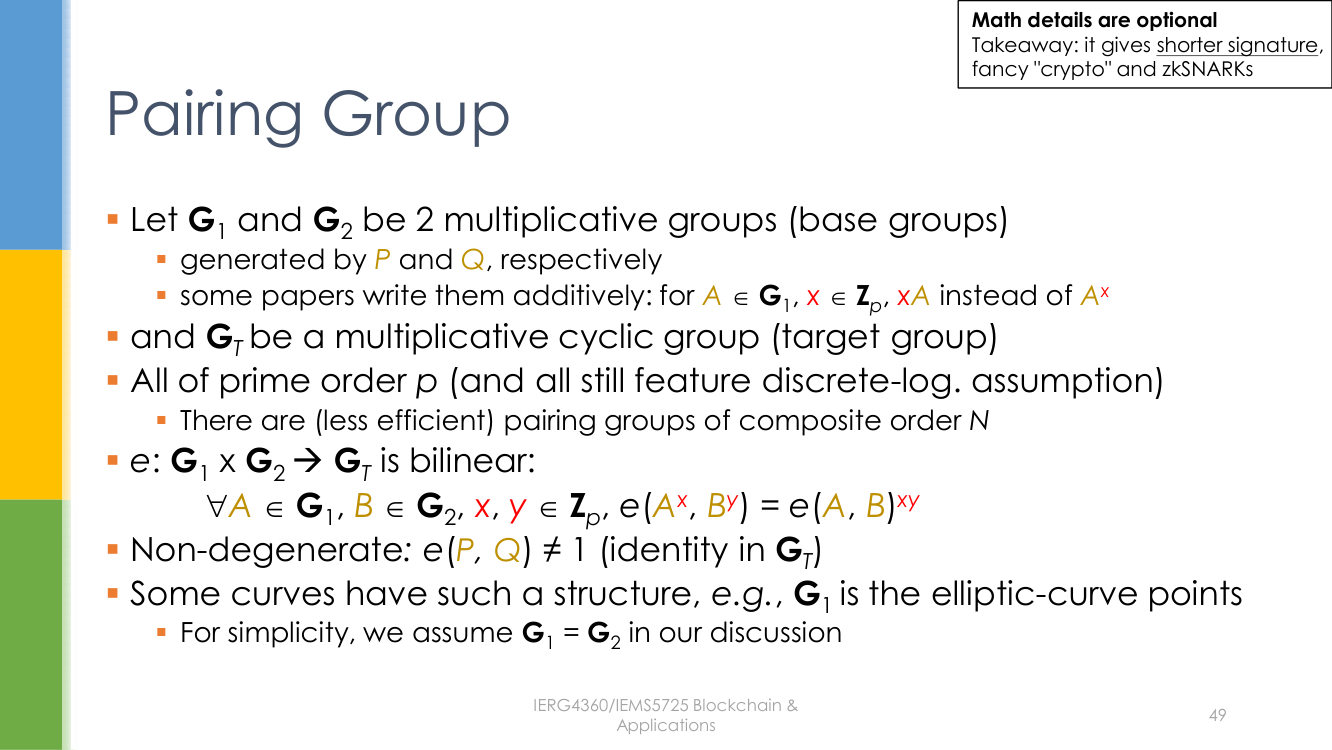 Math details are optional
Takeaway: it gives shorter signature,
fancy "crypto" and zkSNARKs
Pairing Group
▪ Let G₁ and G₂ be 2 multiplicative groups (base groups)
▪ generated by P and Q, respectively
▪ some papers write them additively: for A ∈ G₁, x ∈ Zₚ, xA instead of Aˣ
▪ and G_T be a multiplicative cyclic group (target group)
▪ All of prime order p (and all still feature discrete-log. assumption)
▪ There are (less efficient) pairing groups of composite order N
▪ e: G₁ x G₂ → G_T is bilinear:
∀A ∈ G₁, B ∈ G₂, x, y ∈ Zₚ, e(Aˣ, Bʸ) = e(A, B)ˣʸ
▪ Non-degenerate: e(P, Q) ≠ 1 (identity in G_T)
▪ Some curves have such a structure, e.g., G₁ is the elliptic-curve points
▪ For simplicity, we assume G₁ = G₂ in our discussion
IERG4360/IEMS5725 Blockchain &
Applications
49